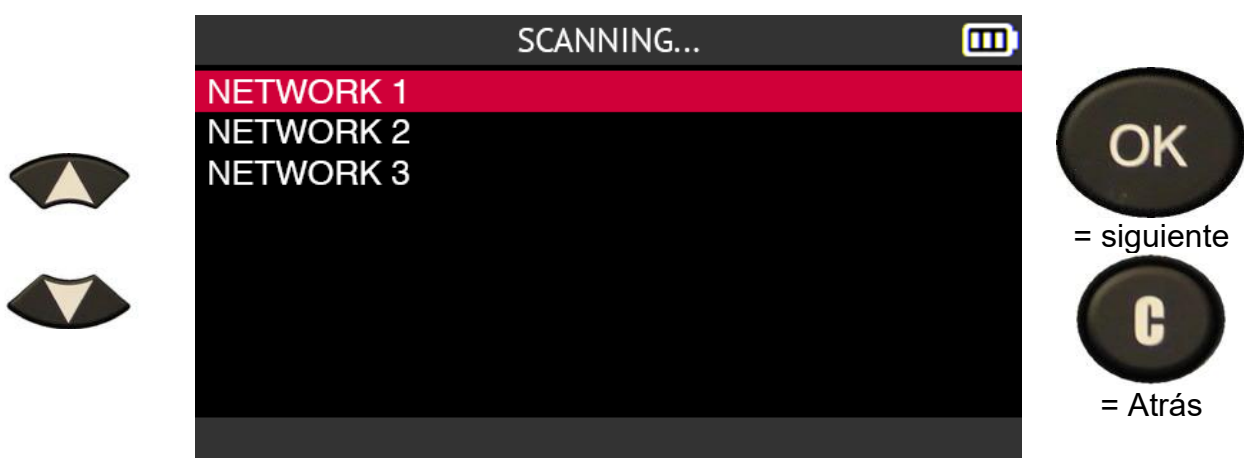 SCANNING...
NETWORK 1
NETWORK 2
NETWORK 3
OK
= siguiente
C
= Atrás